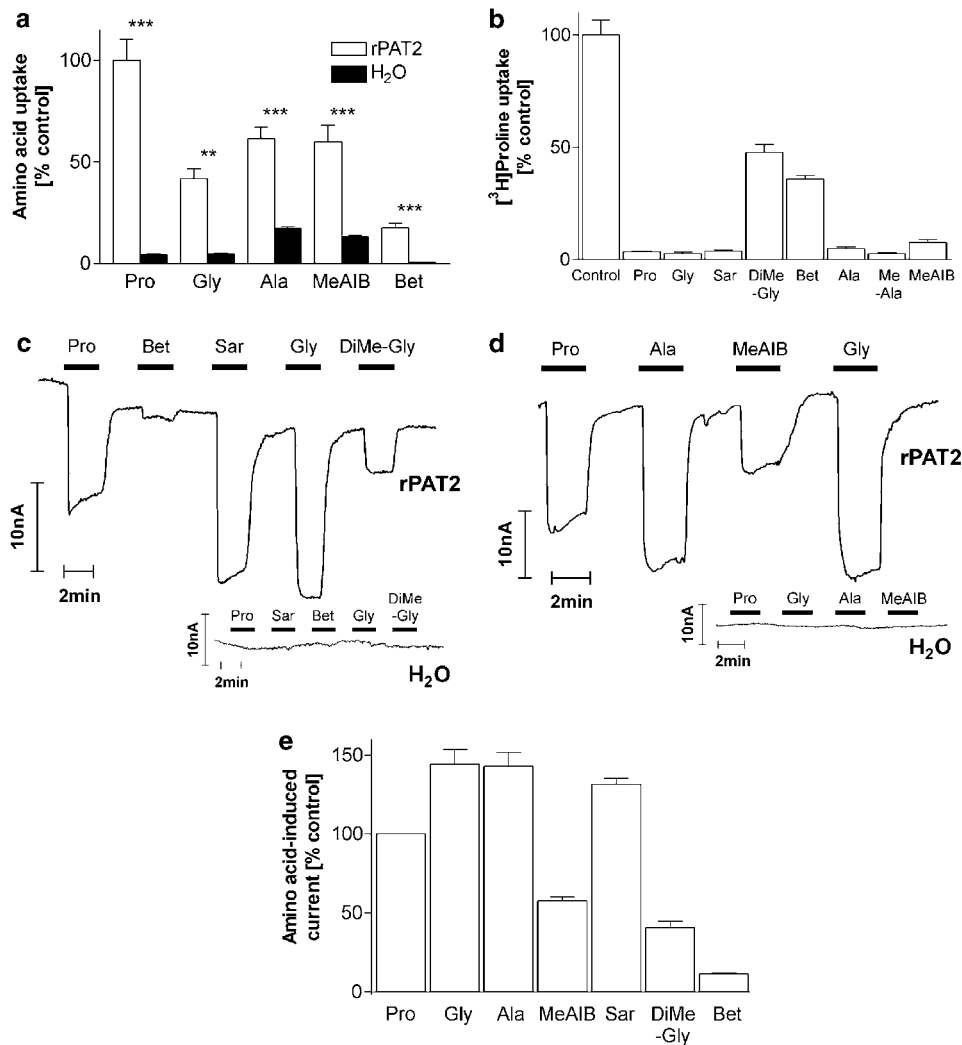 a
Amino acid uptake
[% control]
100
50
0
***
**
***
***
***
rPAT2
H₂O
Pro Gly Ala MeAIB Bet
b
[³H]Proline uptake
[% control]
100
50
0
Control Pro Gly Sar DiMe Bet Ala Me MeAIB
-Gly -Ala
c
Pro Bet Sar Gly DiMe-Gly
rPAT2
10nA
2min
DiMe
Pro Sar Bet Gly -Gly
10nA
2min
H₂O
d
Pro Ala MeAIB Gly
rPAT2
10nA
2min
Pro Gly Ala MeAIB
10nA
2min
H₂O
e
Amino acid-induced
current [% control]
150
100
50
0
Pro Gly Ala MeAIB Sar DiMe Bet
-Gly